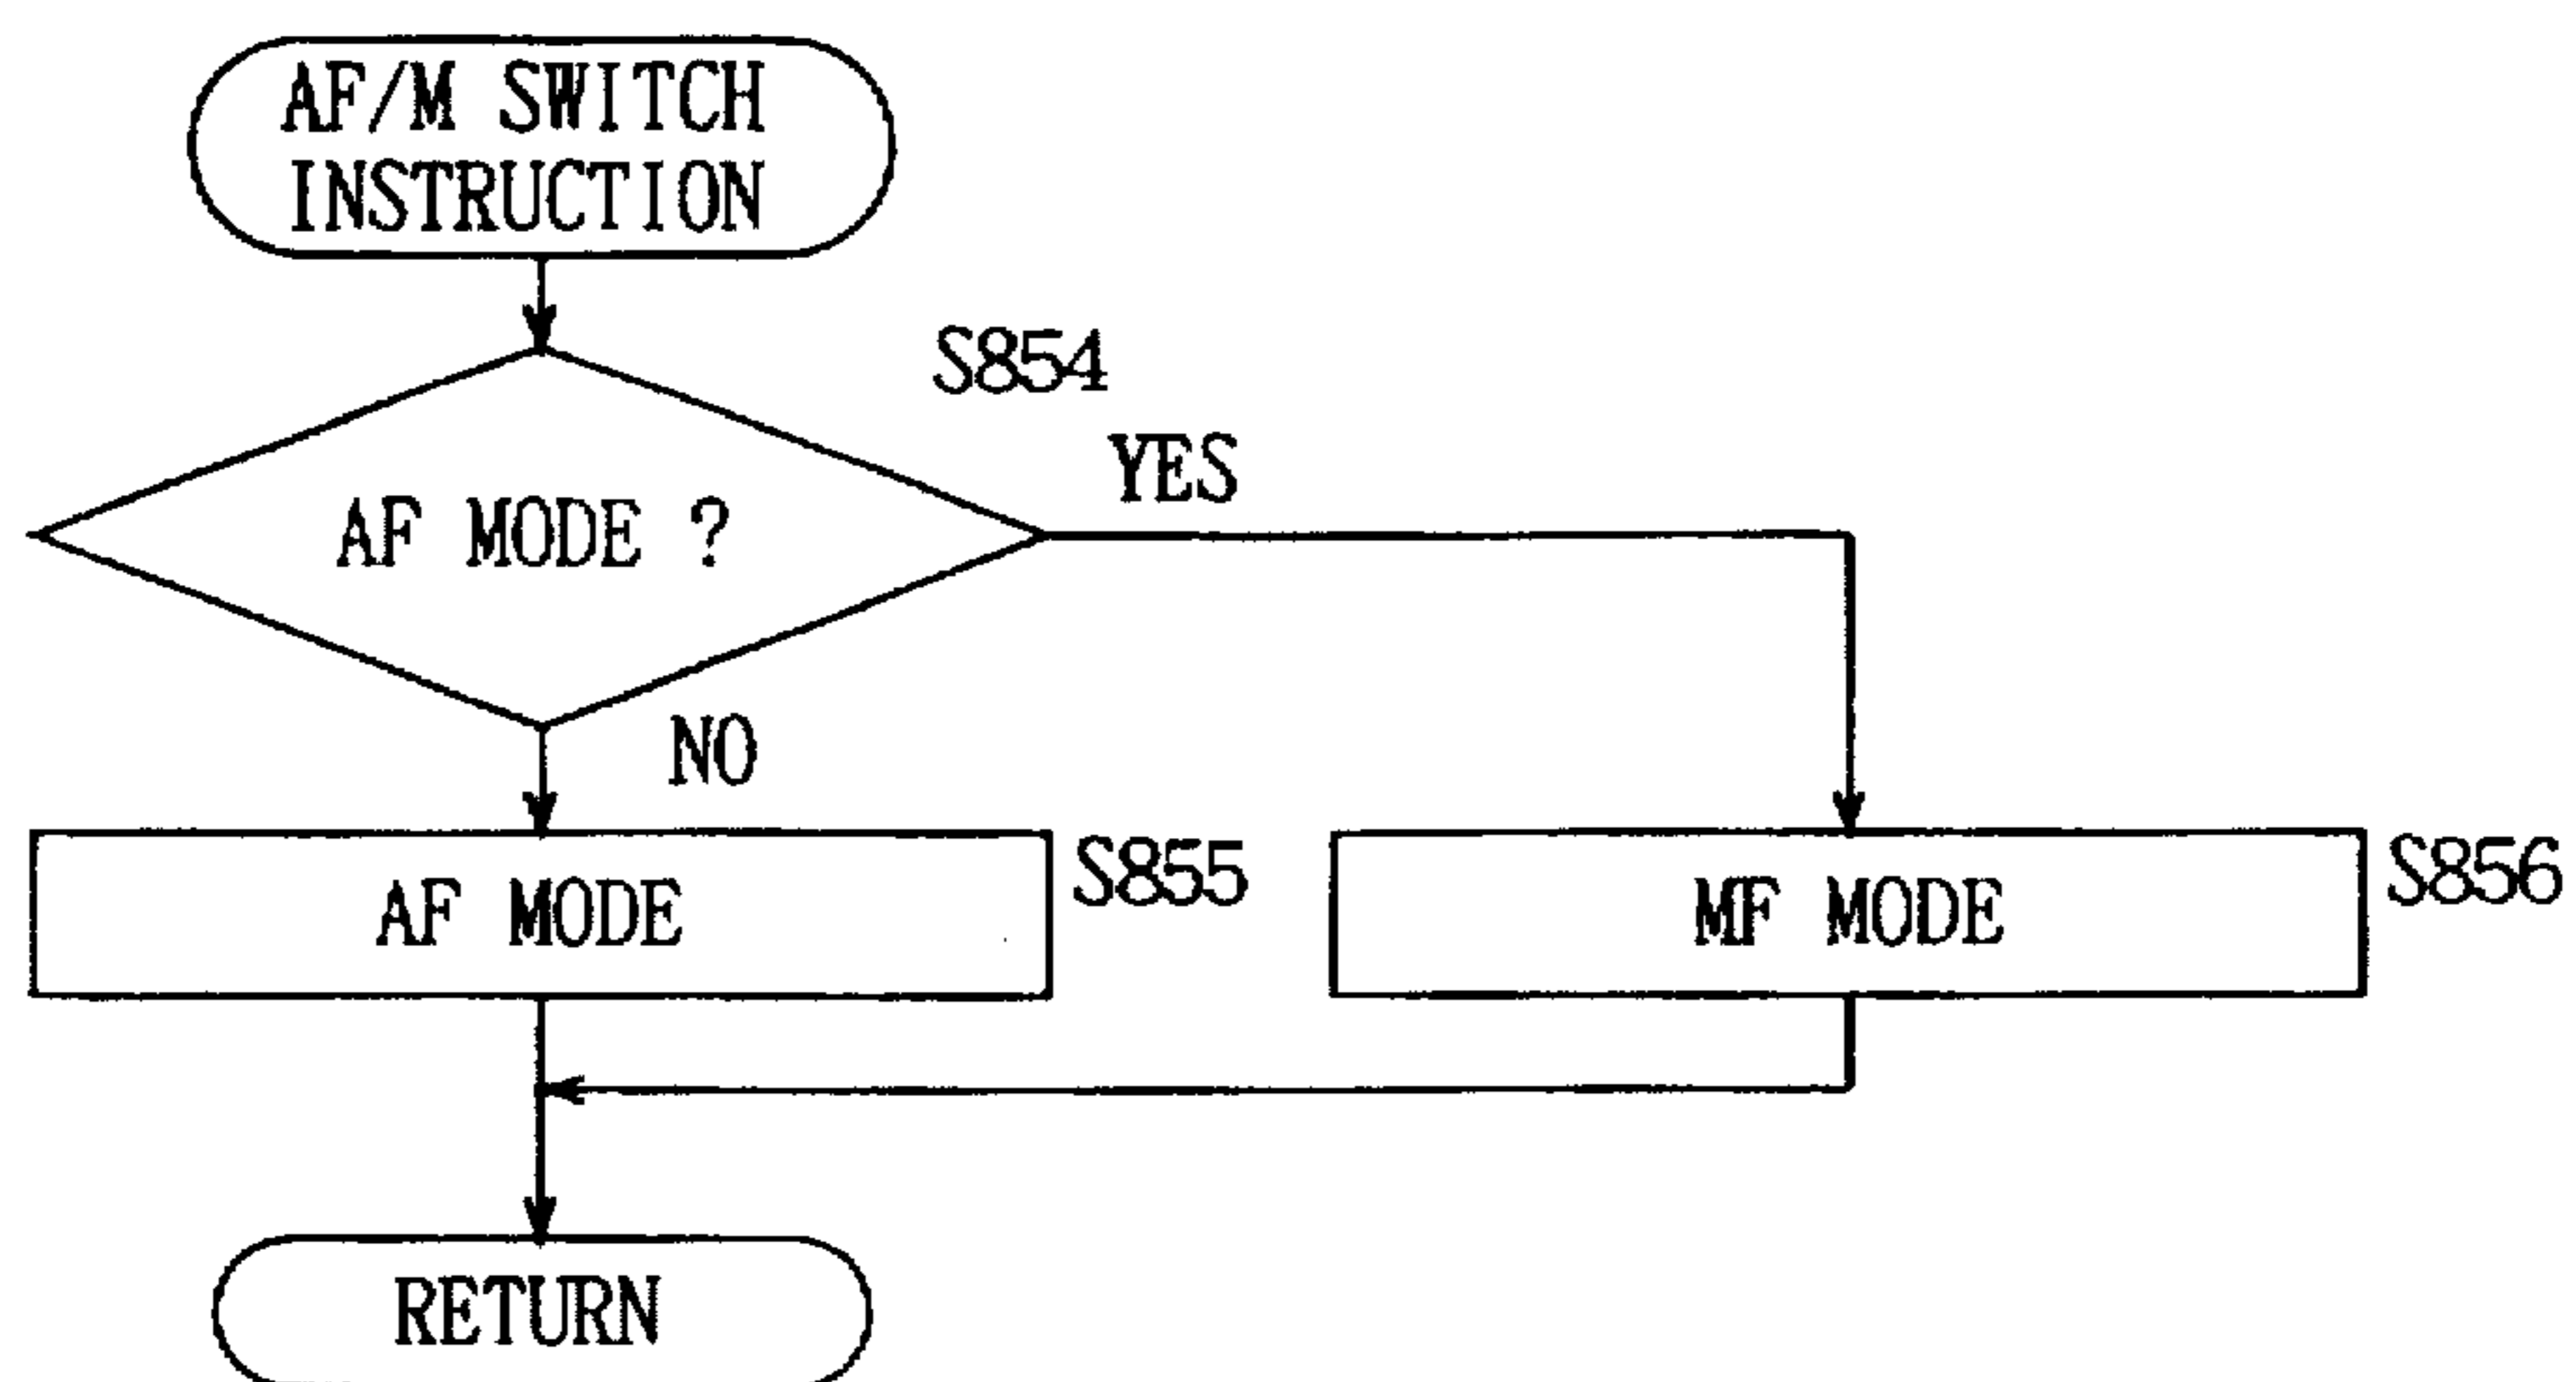 AF/M SWITCH
INSTRUCTION
S854
YES
AF MODE ?
NO
AF MODE
S855
MF MODE
S856
RETURN